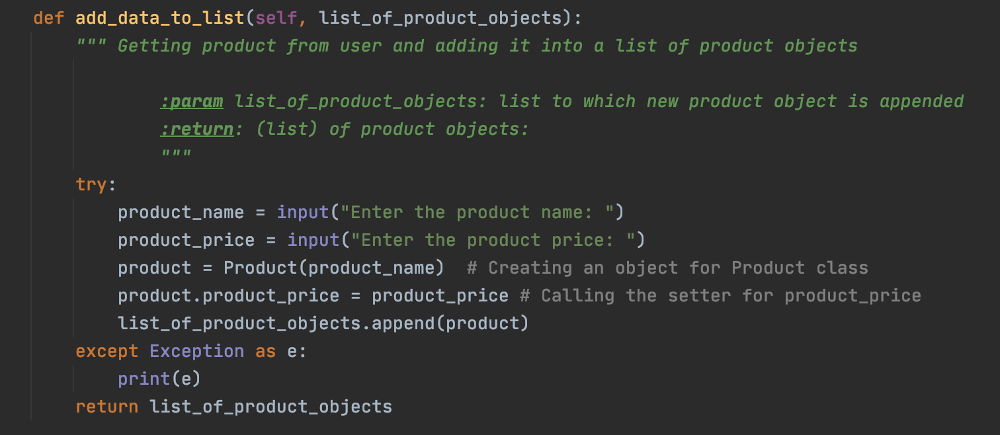 def add_data_to_list(self, list_of_product_objects):
""" Getting product from user and adding it into a list of product objects
:param list_of_product_objects: list to which new product object is appended
:return: (list) of product objects:
"""
try:
product_name = input("Enter the product name: ")
product_price = input("Enter the product price: ")
product = Product(product_name)  # Creating an object for Product class
product.product_price = product_price # Calling the setter for product_price
list_of_product_objects.append(product)
except Exception as e:
print(e)
return list_of_product_objects